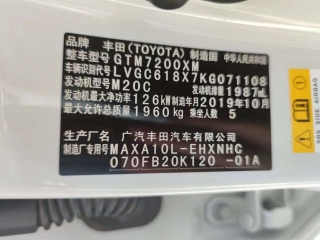 品牌 丰田(TOYOTA) 制造国 中华人民共和国
整车型号 GTM7200XM
车辆识别代号 LVGC618X7KG071108
发动机型号 M20C 发动机排量 1987mL
发动机最大净功率 126kW 制造年月 2019年10月
最大允许总质量 1960kg 乘坐人数 5
生产厂名: 广汽丰田汽车有限公司
制造厂专用号 MAXA10L-EHXNHC
070FB20K120 -01A
SIDE AIRBAG